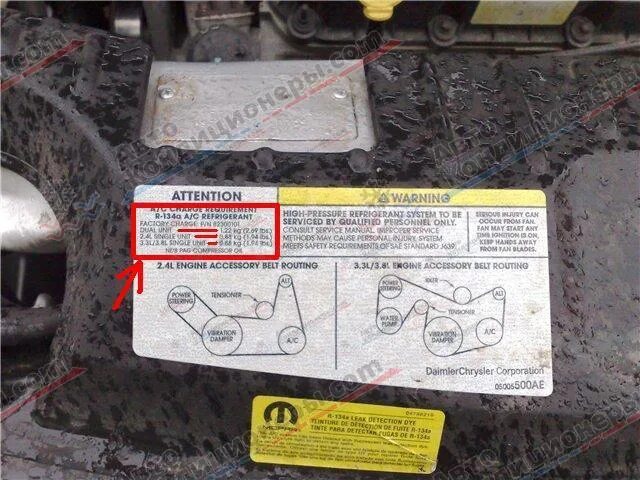 ATTENTION
A/C CHARGE REQUIREMENT
R-134a A/C REFRIGERANT
FACTORY CHARGE: P/N 82300101
DUAL UNIT 1.22 kg (2.69 lbs.)
2.4L SINGLE UNIT 0.88 kg (1.94 lbs.)
3.3L/3.8L SINGLE UNIT 0.88 kg (1.94 lbs.)
ND8 PAG COMPRESSOR OIL
WARNING
HIGH-PRESSURE REFRIGERANT SYSTEM TO BE
SERVICED BY QUALIFIED PERSONNEL ONLY.
CONSULT SERVICE MANUAL. IMPROPER SERVICE
METHODS MAY CAUSE PERSONAL INJURY. SYSTEM
MEETS SAFETY REQUIREMENTS OF SAE STANDARD J639.
SERIOUS INJURY CAN
OCCUR FROM FAN.
FAN MAY START AT
ANY TIME. KEEP
AWAY FROM FAN.
2.4L ENGINE ACCESSORY BELT ROUTING
POWER
STEERING
TENSIONER
ALT
VIBRATION
DAMPER
A/C
3.3L/3.8L ENGINE ACCESSORY BELT ROUTING
POWER
STEERING
IDLER
ALT
TENSIONER
WATER
PUMP
VIBRATION
DAMPER
A/C
DaimlerChrysler Corporation
05005500AE
MOPAR
04798216
R-134a LEAK DETECTION DYE
TEINTURE DE DÉTECTION DE FUITE R-134a
TINTE PARA DETECTAR FUGAS DE R-134a
Авто
Кондиционеры.com